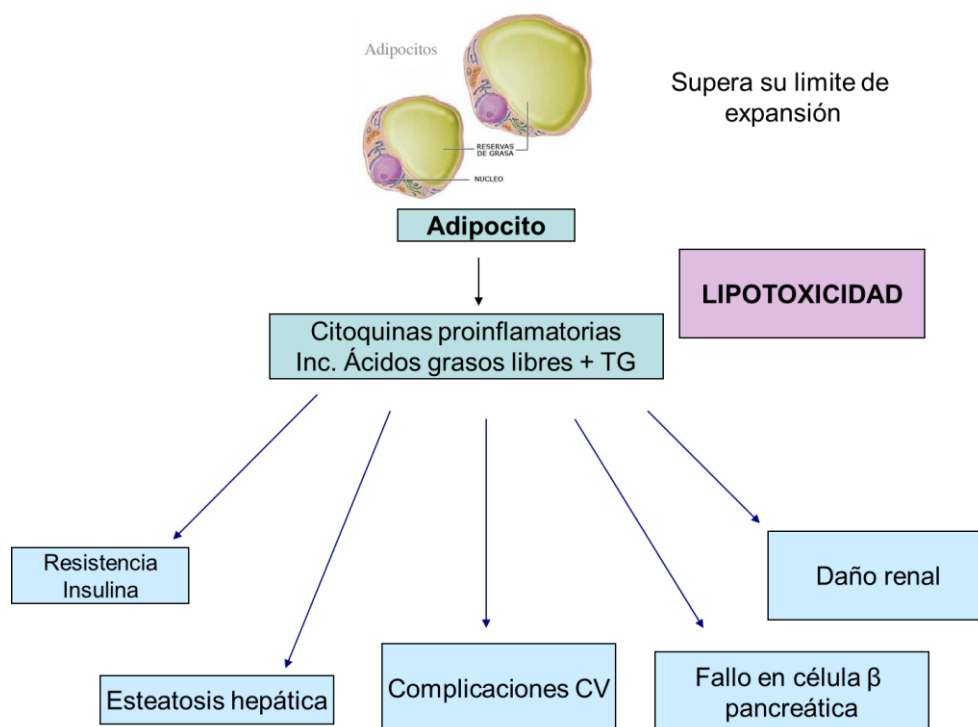 Adipocitos
Supera su limite de
expansión
RESERVAS
DE GRASA
NUCLEO
Adipocito
LIPOTOXICIDAD
Citoquinas proinflamatorias
Inc. Ácidos grasos libres + TG
Resistencia
Insulina
Daño renal
Esteatosis hepática
Complicaciones CV
Fallo en célula β
pancreática